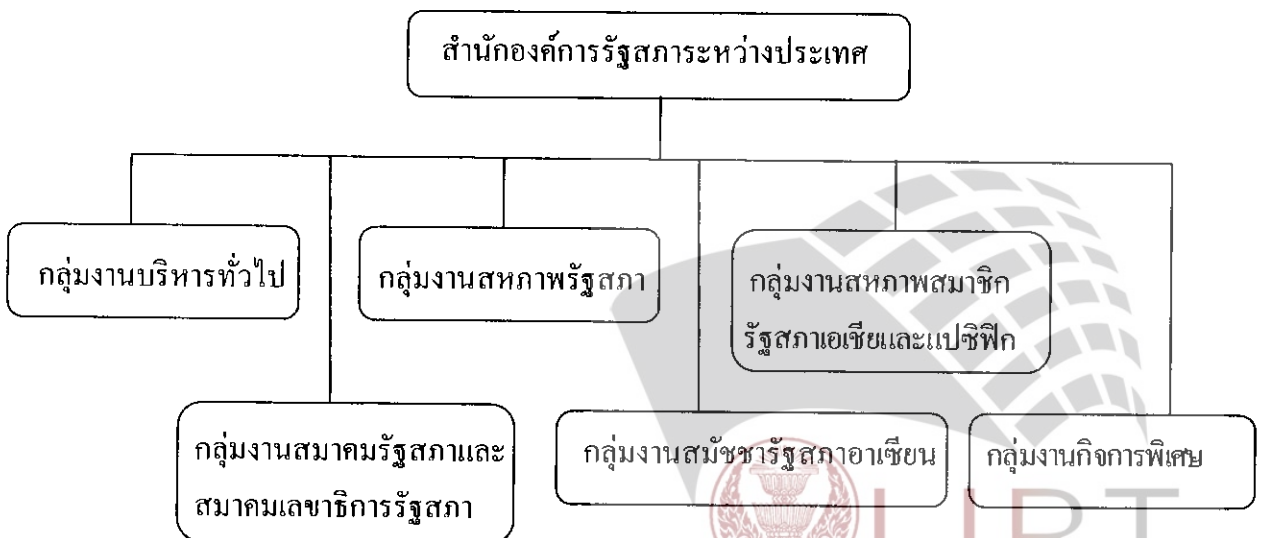 สำนักองค์การรัฐสภาระหว่างประเทศ
กลุ่มงานบริหารทั่วไป
กลุ่มงานสหภาพรัฐสภา
กลุ่มงานสหภาพสมาชิก
รัฐสภาเอเชียและแปซิฟิก
กลุ่มงานสมาคมรัฐสภาและ
สมาคมเลขาธิการรัฐสภา
กลุ่มงานสมัชชารัฐสภาอาเซียน
กลุ่มงานกิจการพิเศษ